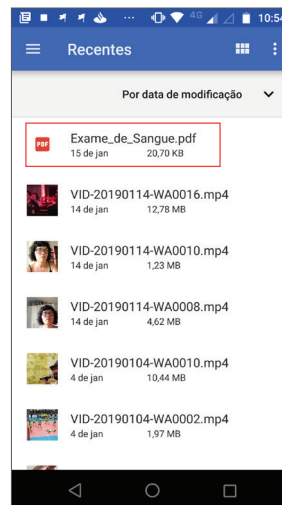 4G 10:54
Recentes
Por data de modificação
PDF
Exame_de_Sangue.pdf
15 de jan 20,70 KB
VID-20190114-WA0016.mp4
14 de jan 12,78 MB
VID-20190114-WA0010.mp4
14 de jan 1,23 MB
VID-20190114-WA0008.mp4
14 de jan 4,62 MB
VID-20190104-WA0010.mp4
4 de jan 10,44 MB
VID-20190104-WA0002.mp4
4 de jan 1,97 MB